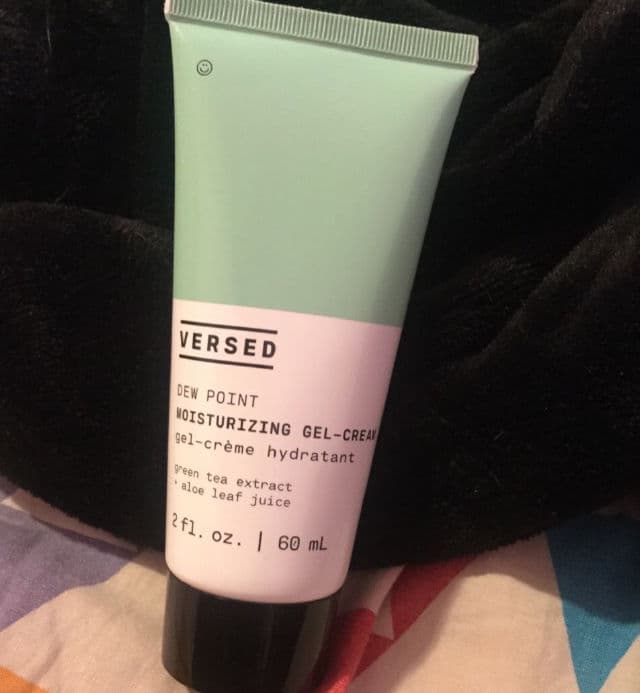 VERSED
DEW POINT
MOISTURIZING GEL-CREAM
gel-crème hydratant
green tea extract
+ aloe leaf juice
2 fl. oz. | 60 mL